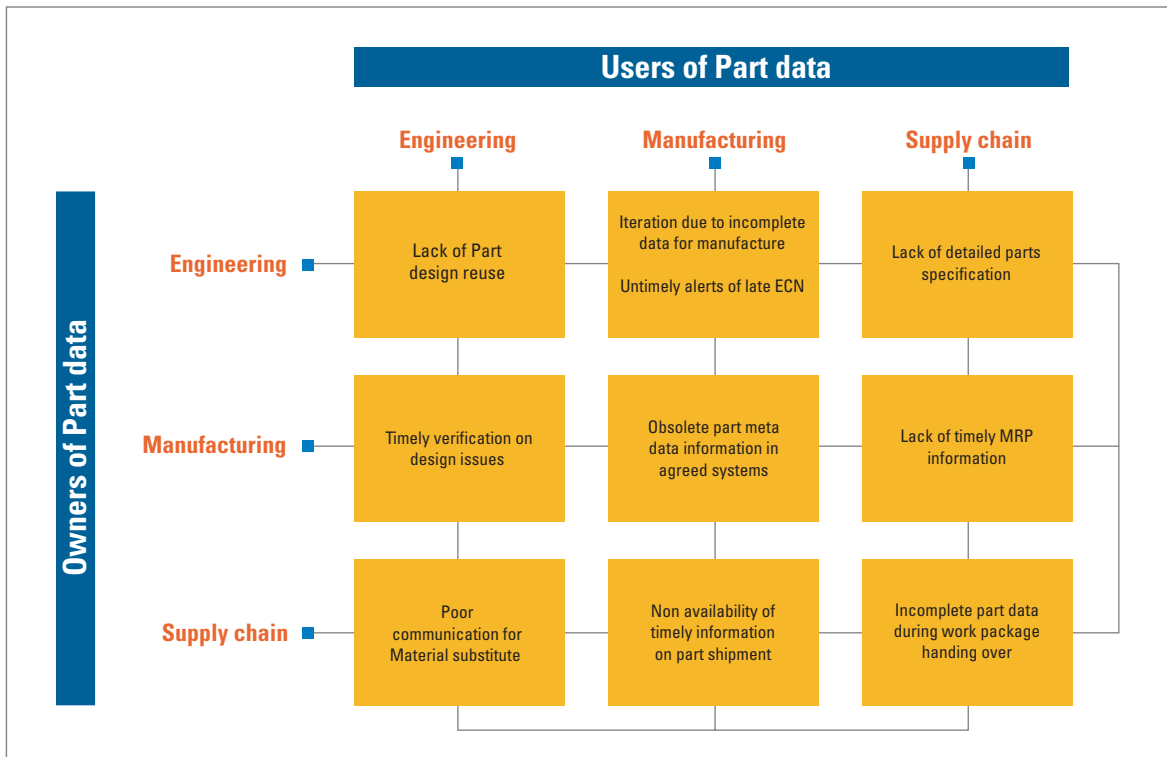 Users of Part data
Engineering
Manufacturing
Supply chain
Owners of Part data
Engineering
Lack of Part
design reuse
Iteration due to incomplete
data for manufacture
Untimely alerts of late ECN
Lack of detailed parts
specification
Manufacturing
Timely verification on
design issues
Obsolete part meta
data information in
agreed systems
Lack of timely MRP
information
Supply chain
Poor
communication for
Material substitute
Non availability of
timely information
on part shipment
Incomplete part data
during work package
handing over